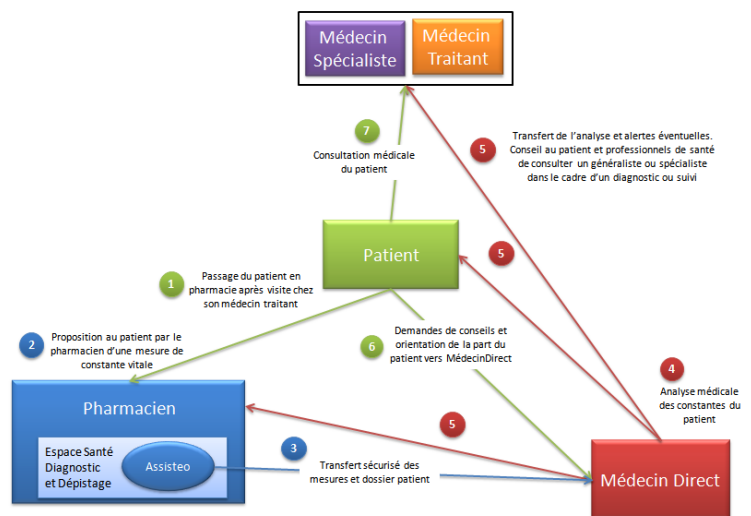 Médecin
Spécialiste
Médecin
Traitant
7
Consultation médicale
du patient
5
Transfert de l'analyse et alertes éventuelles.
Conseil au patient et professionnels de santé
de consulter un généraliste ou spécialiste
dans le cadre d'un diagnostic ou suivi
Patient
5
1
Passage du patient en
pharmacie après visite chez
son médecin traitant
2
Proposition au patient par le
pharmacien d'une mesure de
constante vitale
6
Demandes de conseils et
orientation de la part du
patient vers MédecinDirect
4
Analyse médicale
des constantes du
patient
Pharmacien
5
Espace Santé
Diagnostic
et Dépistage
Assisteo
3
Transfert sécurisé des
mesures et dossier patient
Médecin Direct